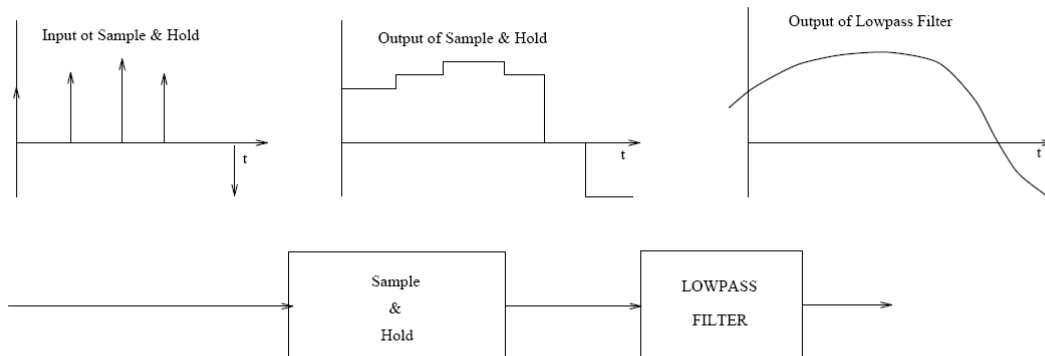 Input ot Sample & Hold
Output of Sample & Hold
Output of Lowpass Filter
t
t
t
Sample
&
Hold
LOWPASS
FILTER